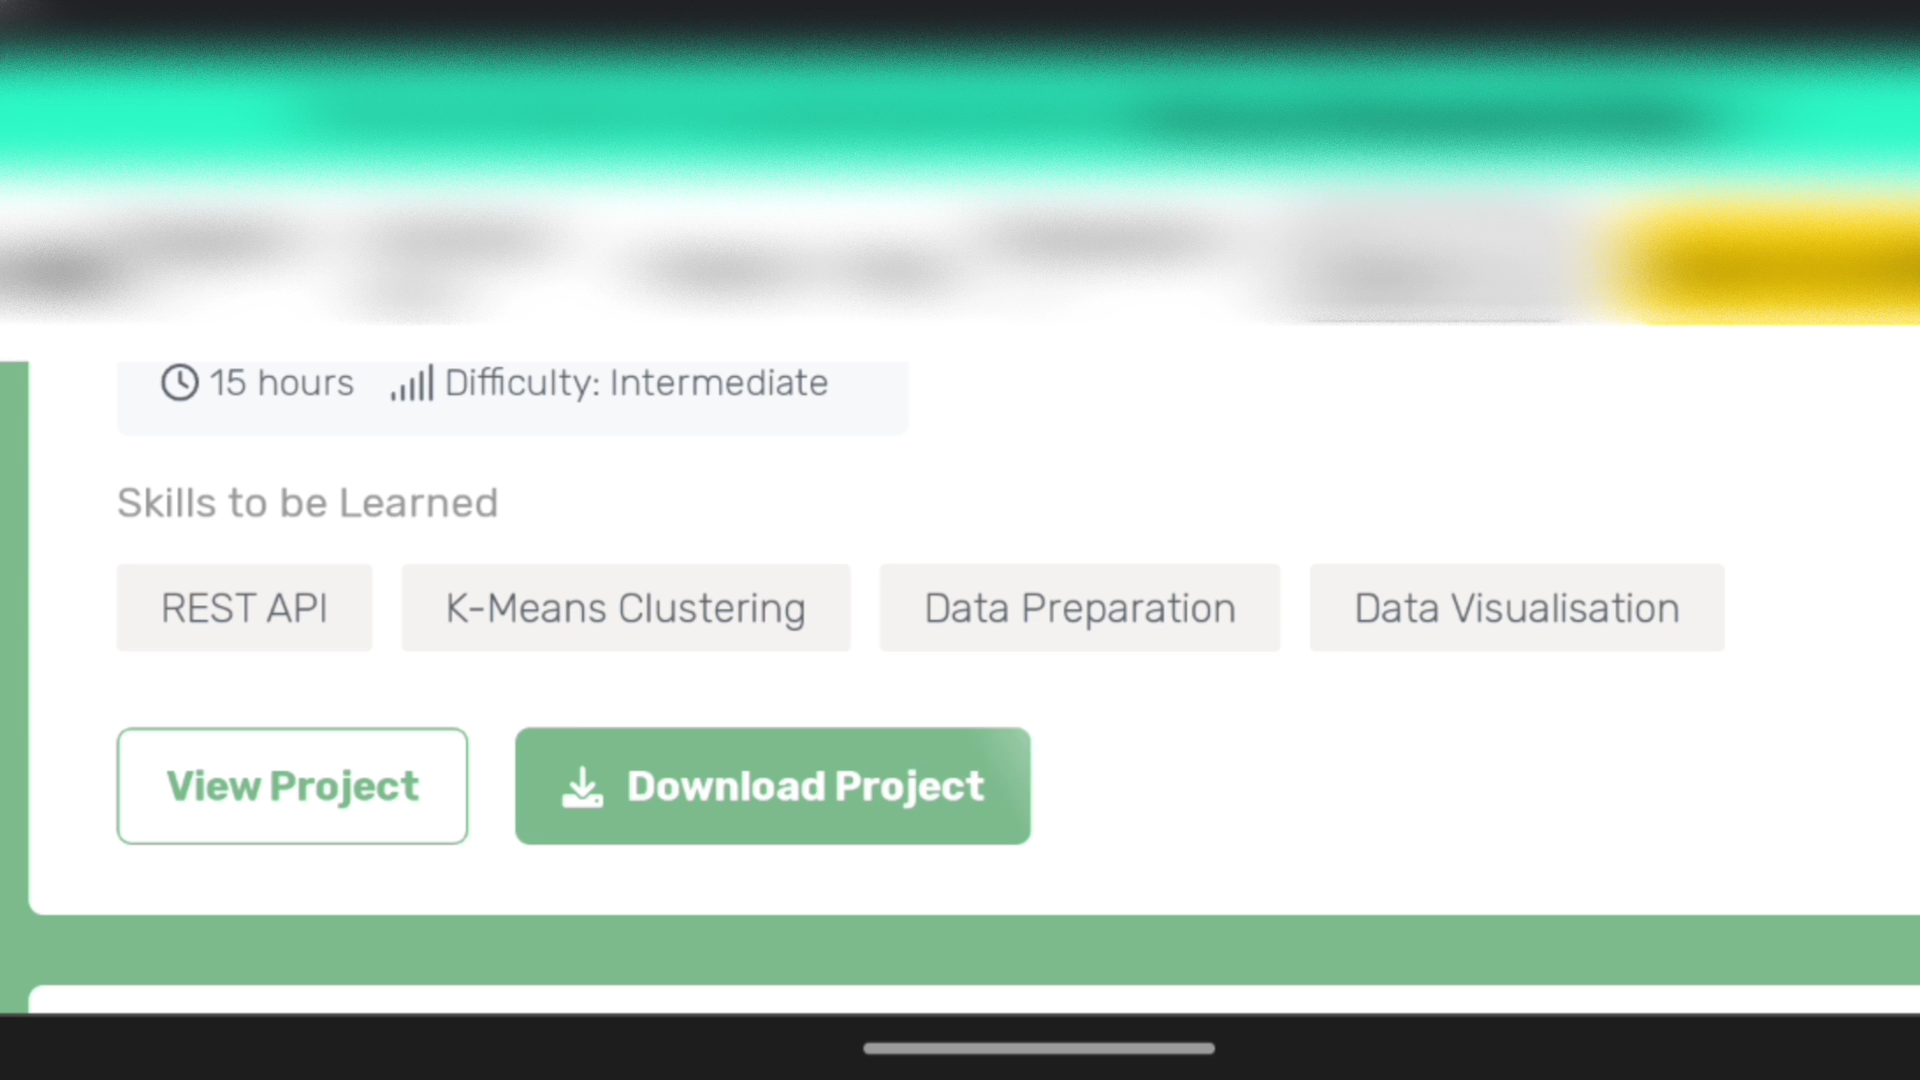 15 hours Difficulty: Intermediate
Skills to be Learned
REST API K-Means Clustering Data Preparation Data Visualisation
View Project Download Project